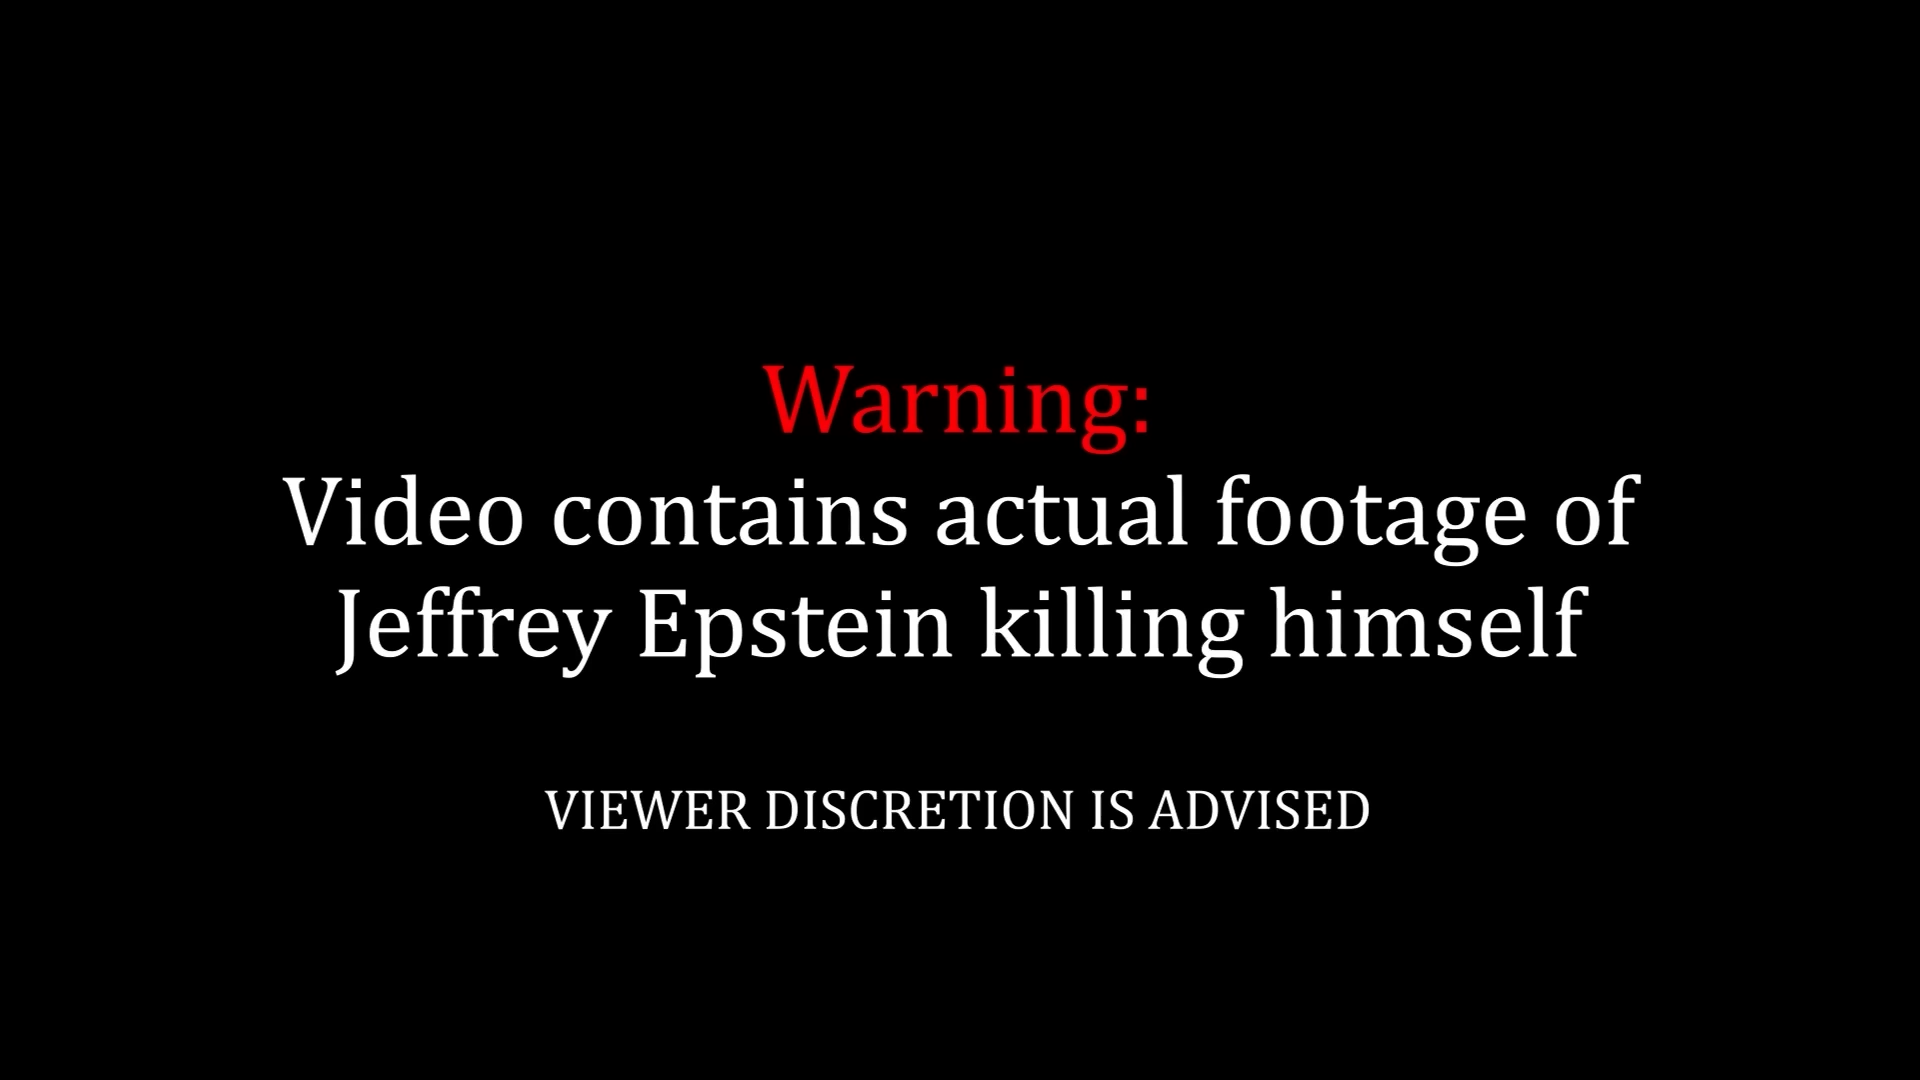 Warning:
Video contains actual footage of
Jeffrey Epstein killing himself
VIEWER DISCRETION IS ADVISED